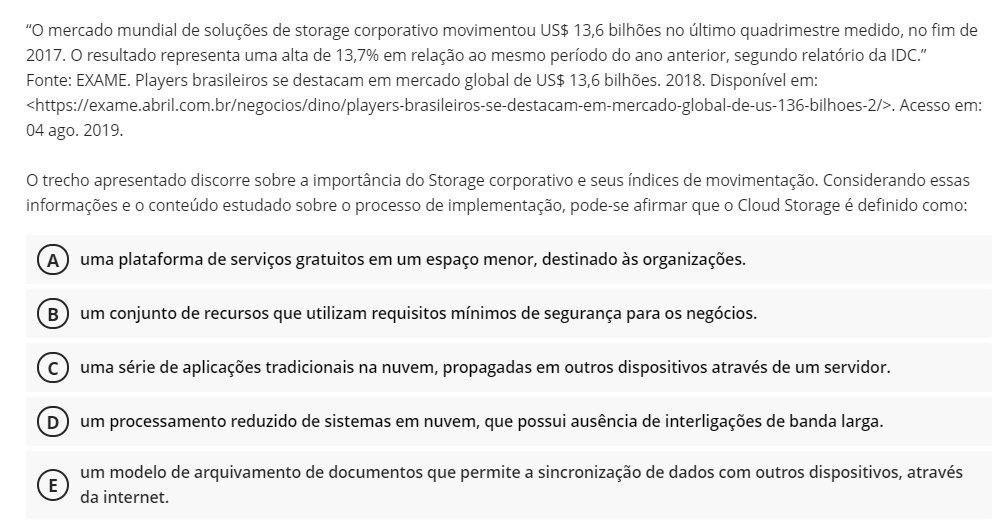 “O mercado mundial de soluções de storage corporativo movimentou US$ 13,6 bilhões no último quadrimestre medido, no fim de
2017. O resultado representa uma alta de 13,7% em relação ao mesmo período do ano anterior, segundo relatório da IDC.”
Fonte: EXAME. Players brasileiros se destacam em mercado global de US$ 13,6 bilhões. 2018. Disponível em:
<https://exame.abril.com.br/negocios/dino/players-brasileiros-se-destacam-em-mercado-global-de-us-136-bilhoes-2/>. Acesso em:
04 ago. 2019.
O trecho apresentado discorre sobre a importância do Storage corporativo e seus índices de movimentação. Considerando essas
informações e o conteúdo estudado sobre o processo de implementação, pode-se afirmar que o Cloud Storage é definido como:
A uma plataforma de serviços gratuitos em um espaço menor, destinado às organizações.
B um conjunto de recursos que utilizam requisitos mínimos de segurança para os negócios.
C uma série de aplicações tradicionais na nuvem, propagadas em outros dispositivos através de um servidor.
D um processamento reduzido de sistemas em nuvem, que possui ausência de interligações de banda larga.
E um modelo de arquivamento de documentos que permite a sincronização de dados com outros dispositivos, através
da internet.